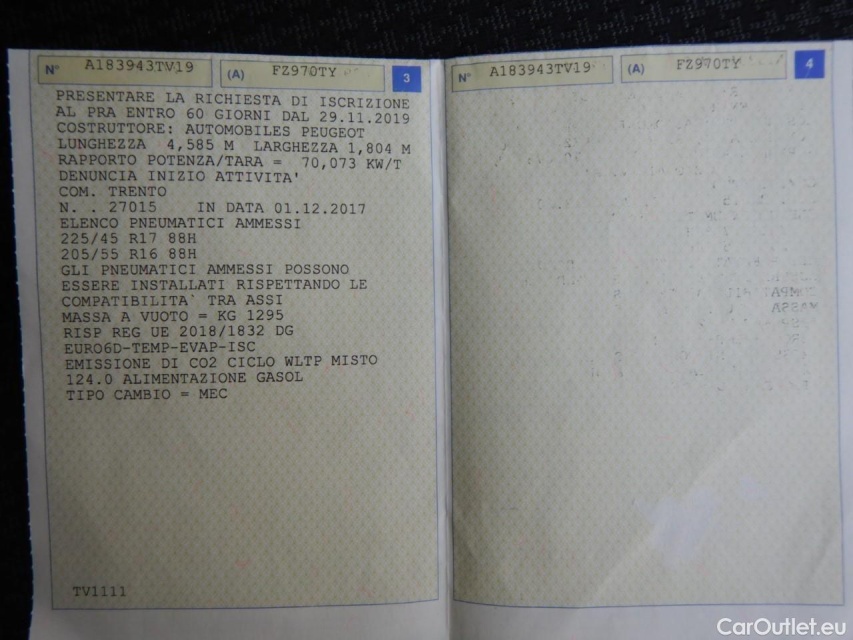 N° A183943TV19 (A) FZ970TY 3
PRESENTARE LA RICHIESTA DI ISCRIZIONE
AL PRA ENTRO 60 GIORNI DAL 29.11.2019
COSTRUTTORE: AUTOMOBILES PEUGEOT
LUNGHEZZA 4,585 M LARGHEZZA 1,804 M
RAPPORTO POTENZA/TARA = 70,073 KW/T
DENUNCIA INIZIO ATTIVITA'
COM. TRENTO
N. . 27015 IN DATA 01.12.2017
ELENCO PNEUMATICI AMMESSI
225/45 R17 88H
205/55 R16 88H
GLI PNEUMATICI AMMESSI POSSONO
ESSERE INSTALLATI RISPETTANDO LE
COMPATIBILITA` TRA ASSI
MASSA A VUOTO = KG 1295
RISP REG UE 2018/1832 DG
EURO6D-TEMP-EVAP-ISC
EMISSIONE DI CO2 CICLO WLTP MISTO
124.0 ALIMENTAZIONE GASOL
TIPO CAMBIO = MEC
TV1111
N° A183943TV19 (A) FZ970TY 4
CarOutlet.eu